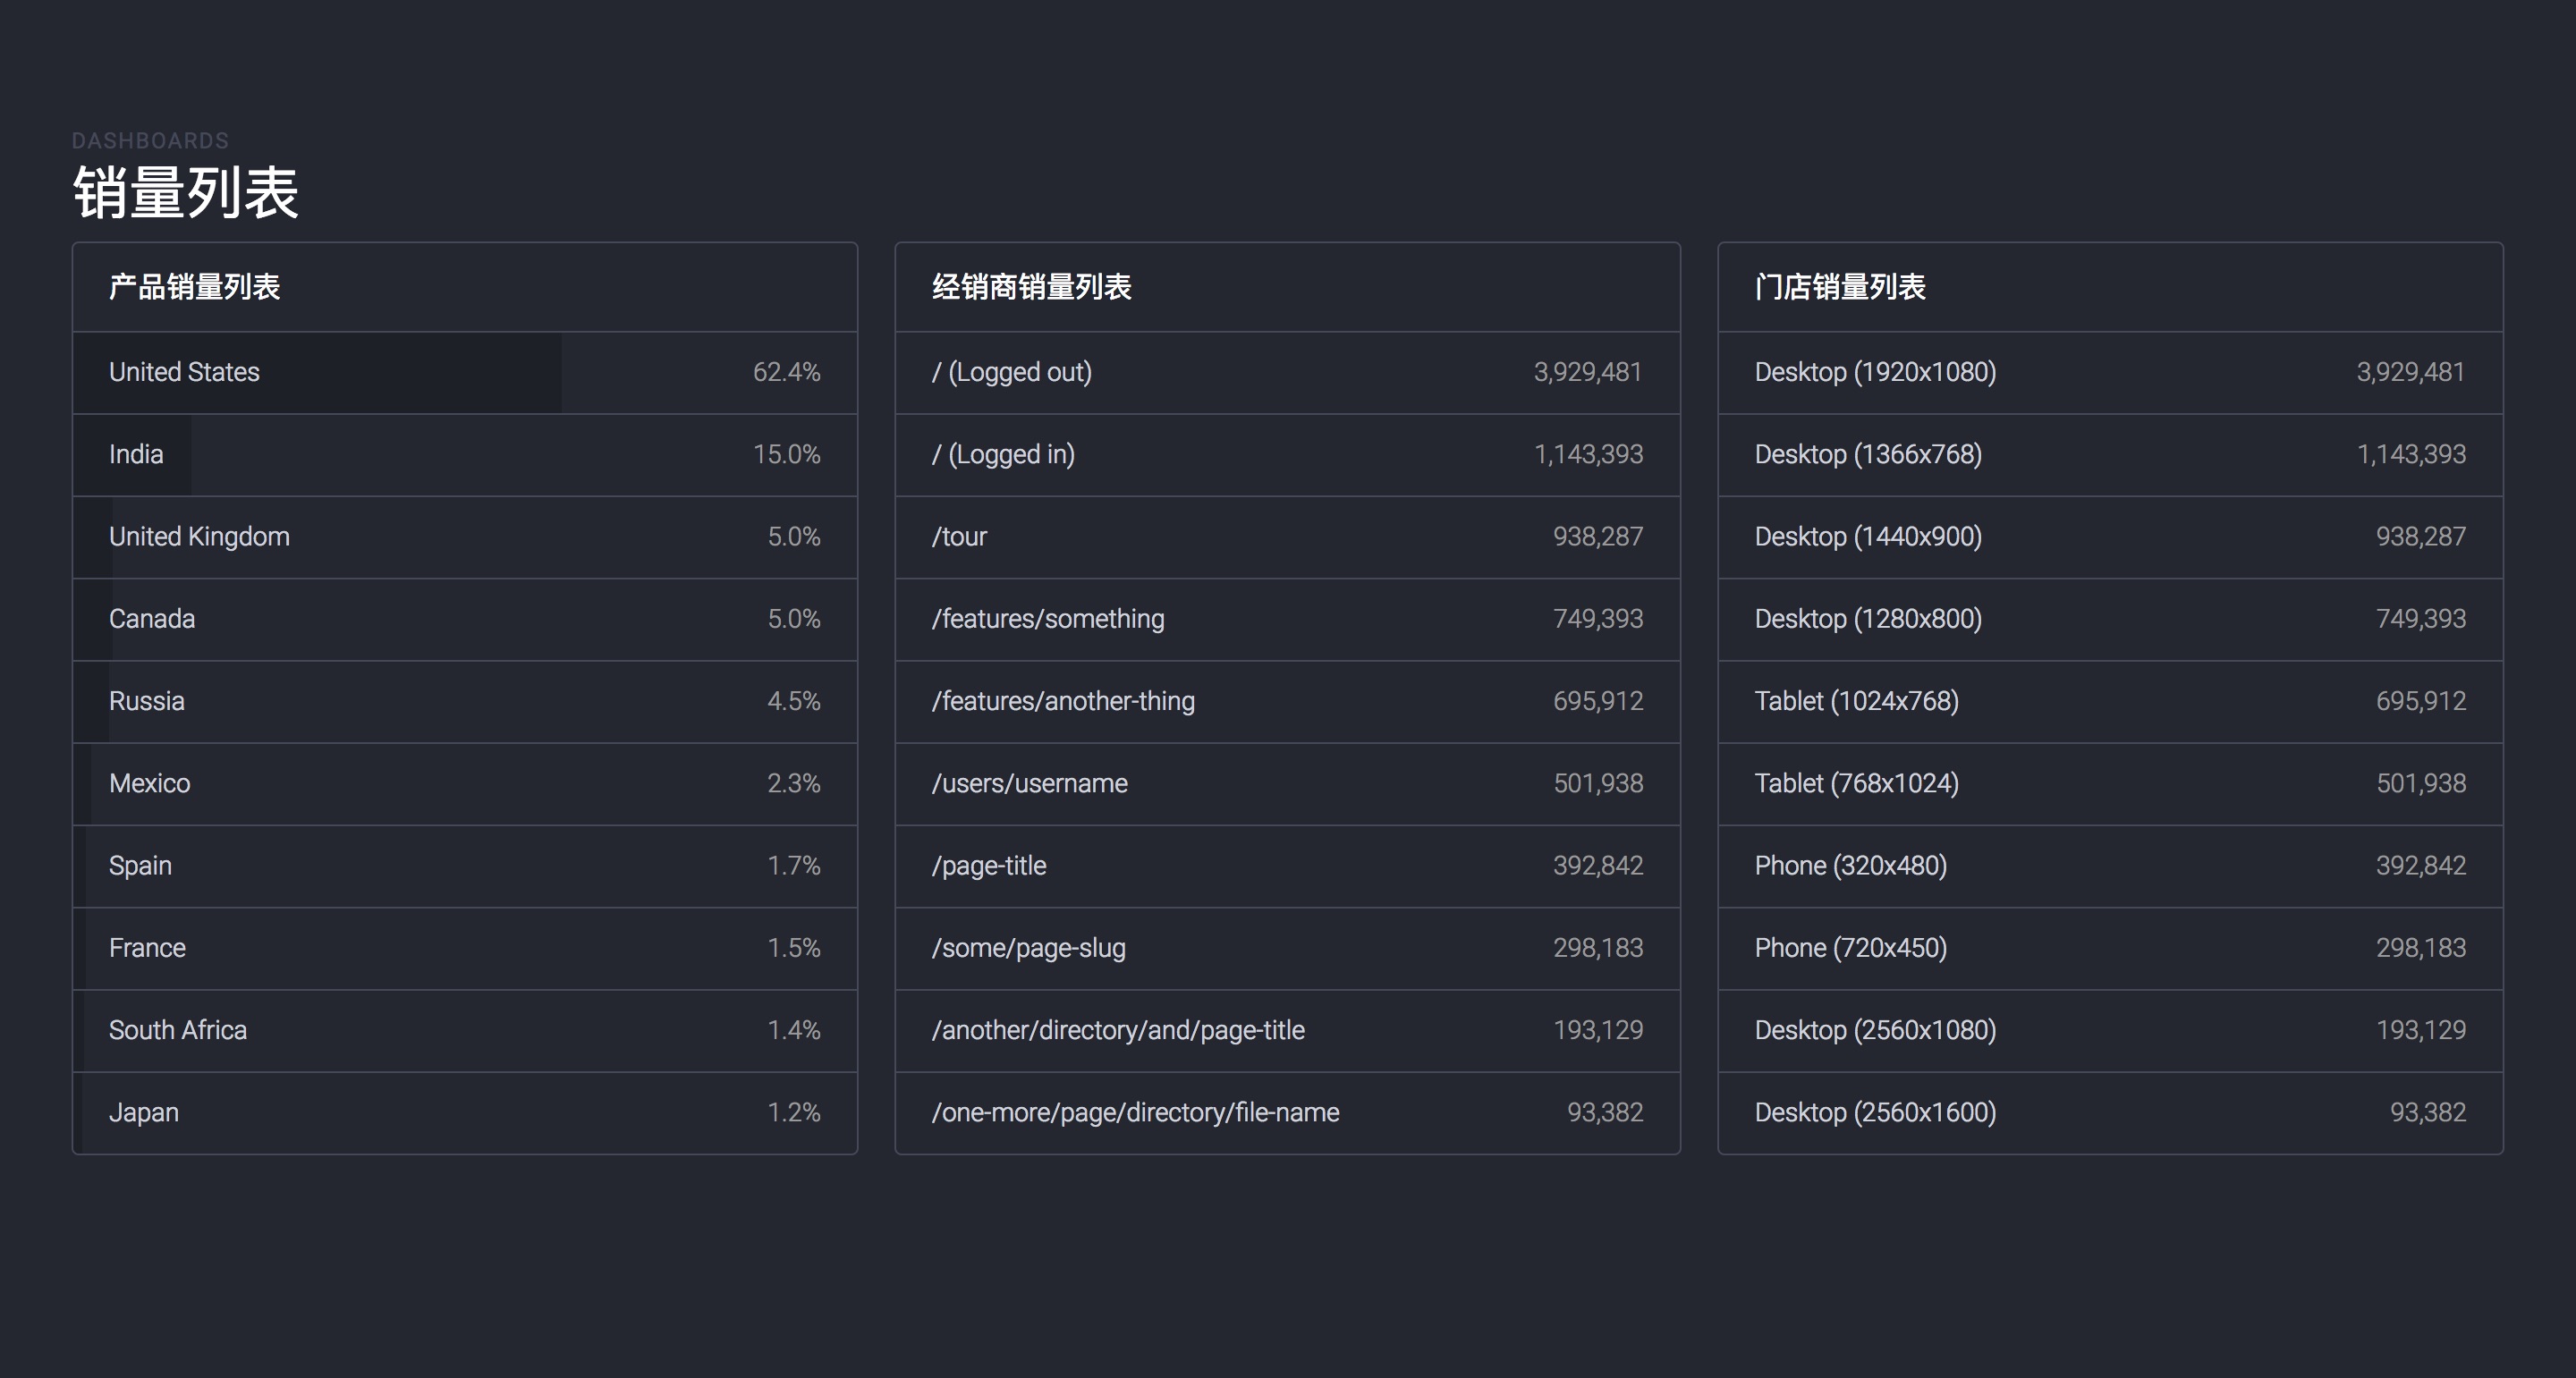 DASHBOARDS
销量列表
产品销量列表
United States 62.4%
India 15.0%
United Kingdom 5.0%
Canada 5.0%
Russia 4.5%
Mexico 2.3%
Spain 1.7%
France 1.5%
South Africa 1.4%
Japan 1.2%
经销商销量列表
/ (Logged out) 3,929,481
/ (Logged in) 1,143,393
/tour 938,287
/features/something 749,393
/features/another-thing 695,912
/users/username 501,938
/page-title 392,842
/some/page-slug 298,183
/another/directory/and/page-title 193,129
/one-more/page/directory/file-name 93,382
门店销量列表
Desktop (1920x1080) 3,929,481
Desktop (1366x768) 1,143,393
Desktop (1440x900) 938,287
Desktop (1280x800) 749,393
Tablet (1024x768) 695,912
Tablet (768x1024) 501,938
Phone (320x480) 392,842
Phone (720x450) 298,183
Desktop (2560x1080) 193,129
Desktop (2560x1600) 93,382